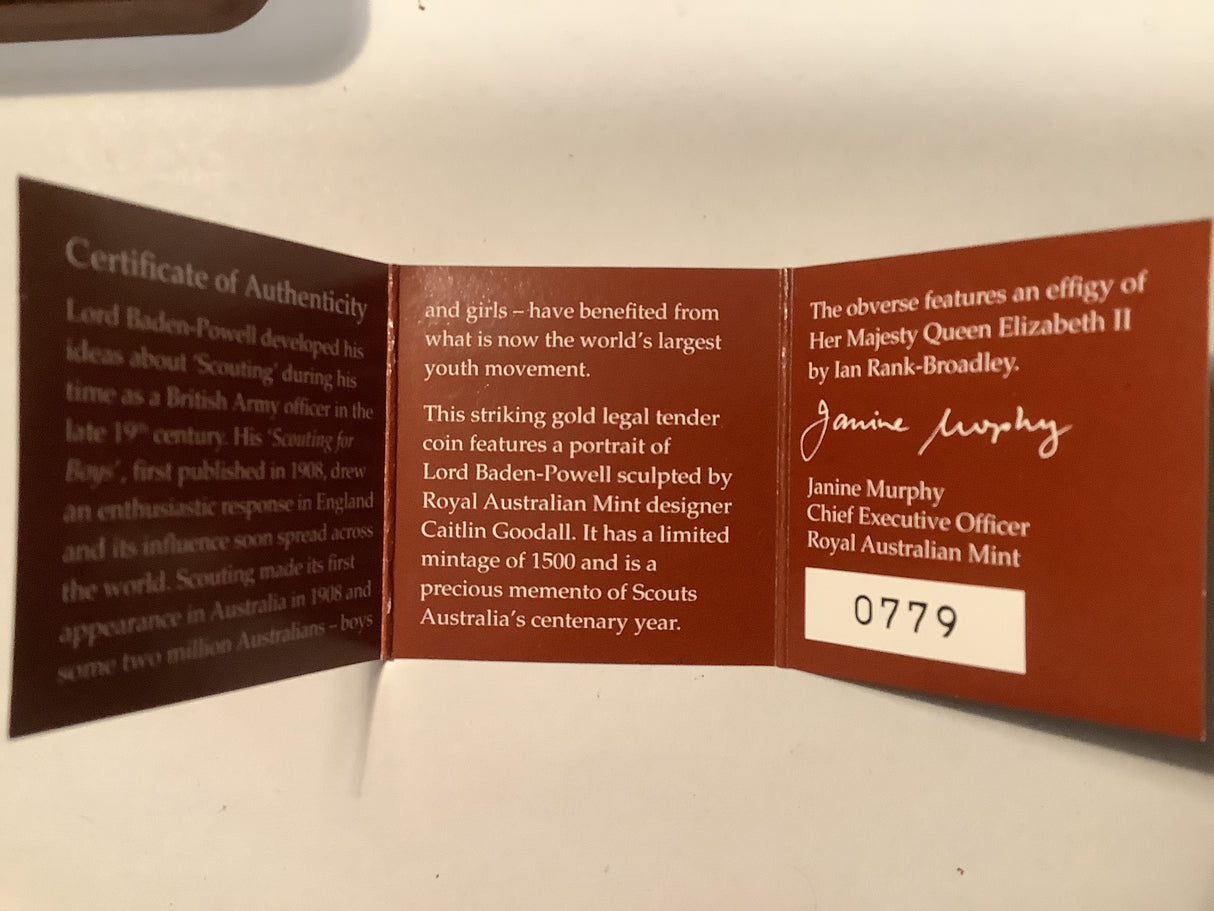 Certificate of Authenticity
Lord Baden-Powell developed his
ideas about 'Scouting' during his
time as a British Army officer in the
late 19th century. His 'Scouting for
Boys', first published in 1908, drew
an enthusiastic response in England
and its influence soon spread across
the world. Scouting made its first
appearance in Australia in 1908 and
some two million Australians – boys
and girls – have benefited from
what is now the world's largest
youth movement.
This striking gold legal tender
coin features a portrait of
Lord Baden-Powell sculpted by
Royal Australian Mint designer
Caitlin Goodall. It has a limited
mintage of 1500 and is a
precious memento of Scouts
Australia's centenary year.
The obverse features an effigy of
Her Majesty Queen Elizabeth II
by Ian Rank-Broadley.
Janine Murphy
Janine Murphy
Chief Executive Officer
Royal Australian Mint
0779